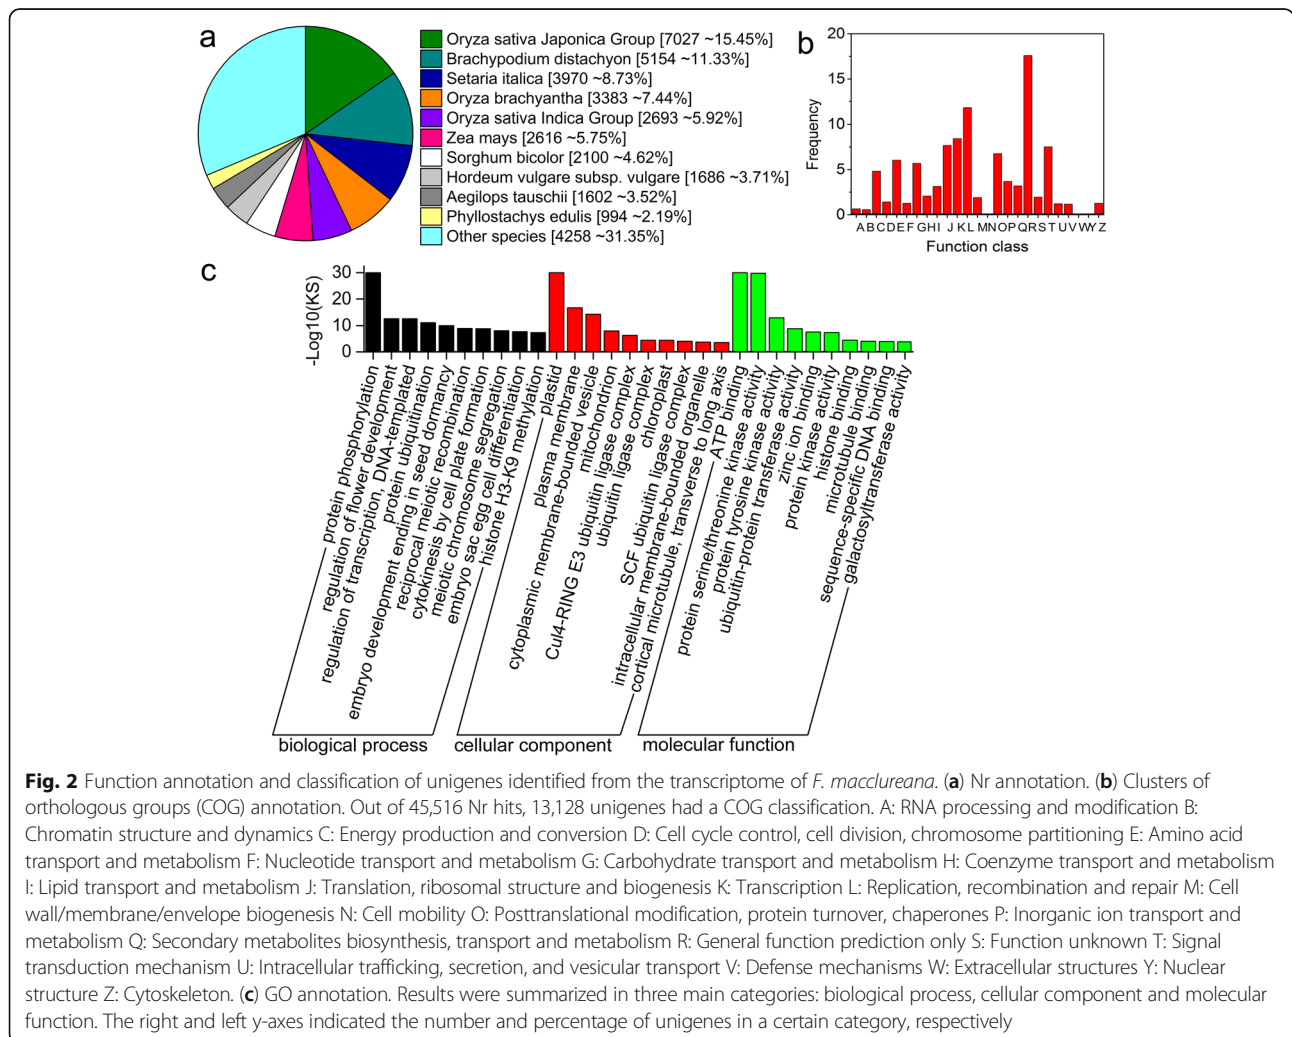 a
Oryza sativa Japonica Group [7027 ~15.45%]
Brachypodium distachyon [5154 ~11.33%]
Setaria italica [3970 ~8.73%]
Oryza brachyantha [3383 ~7.44%]
Oryza sativa Indica Group [2693 ~5.92%]
Zea mays [2616 ~5.75%]
Sorghum bicolor [2100 ~4.62%]
Hordeum vulgare subsp. vulgare [1686 ~3.71%]
Aegilops tauschii [1602 ~3.52%]
Phyllostachys edulis [994 ~2.19%]
Other species [4258 ~31.35%]
b
20
15
10
5
0
Frequency
A B C D E F G H I J K L M N O P Q R S T U V W Y Z
Function class
c
30
20
10
0
-Log10(KS)
protein phosphorylation
regulation of flower development
regulation of transcription, DNA-templated
protein ubiquitination
embryo development ending in seed dormancy
reciprocal meiotic recombination
cytokinesis by cell plate formation
meiotic chromosome segregation
embryo sac egg cell differentiation
histone H3-K9 methylation
plastid
plasma membrane
cytoplasmic membrane-bounded vesicle
mitochondrion
Cul4-RING E3 ubiquitin ligase complex
ubiquitin ligase complex
chloroplast
SCF ubiquitin ligase complex
intracellular membrane-bounded organelle
cortical microtubule, transverse to long axis
ATP binding
protein serine/threonine kinase activity
protein tyrosine kinase activity
ubiquitin-protein transferase activity
zinc ion binding
protein kinase activity
histone binding
microtubule binding
sequence-specific DNA binding
galactosyltransferase activity
biological process
cellular component
molecular function
Fig. 2 Function annotation and classification of unigenes identified from the transcriptome of F. macclureana. (a) Nr annotation. (b) Clusters of
orthologous groups (COG) annotation. Out of 45,516 Nr hits, 13,128 unigenes had a COG classification. A: RNA processing and modification B:
Chromatin structure and dynamics C: Energy production and conversion D: Cell cycle control, cell division, chromosome partitioning E: Amino acid
transport and metabolism F: Nucleotide transport and metabolism G: Carbohydrate transport and metabolism H: Coenzyme transport and metabolism
I: Lipid transport and metabolism J: Translation, ribosomal structure and biogenesis K: Transcription L: Replication, recombination and repair M: Cell
wall/membrane/envelope biogenesis N: Cell mobility O: Posttranslational modification, protein turnover, chaperones P: Inorganic ion transport and
metabolism Q: Secondary metabolites biosynthesis, transport and metabolism R: General function prediction only S: Function unknown T: Signal
transduction mechanism U: Intracellular trafficking, secretion, and vesicular transport V: Defense mechanisms W: Extracellular structures Y: Nuclear
structure Z: Cytoskeleton. (c) GO annotation. Results were summarized in three main categories: biological process, cellular component and molecular
function. The right and left y-axes indicated the number and percentage of unigenes in a certain category, respectively